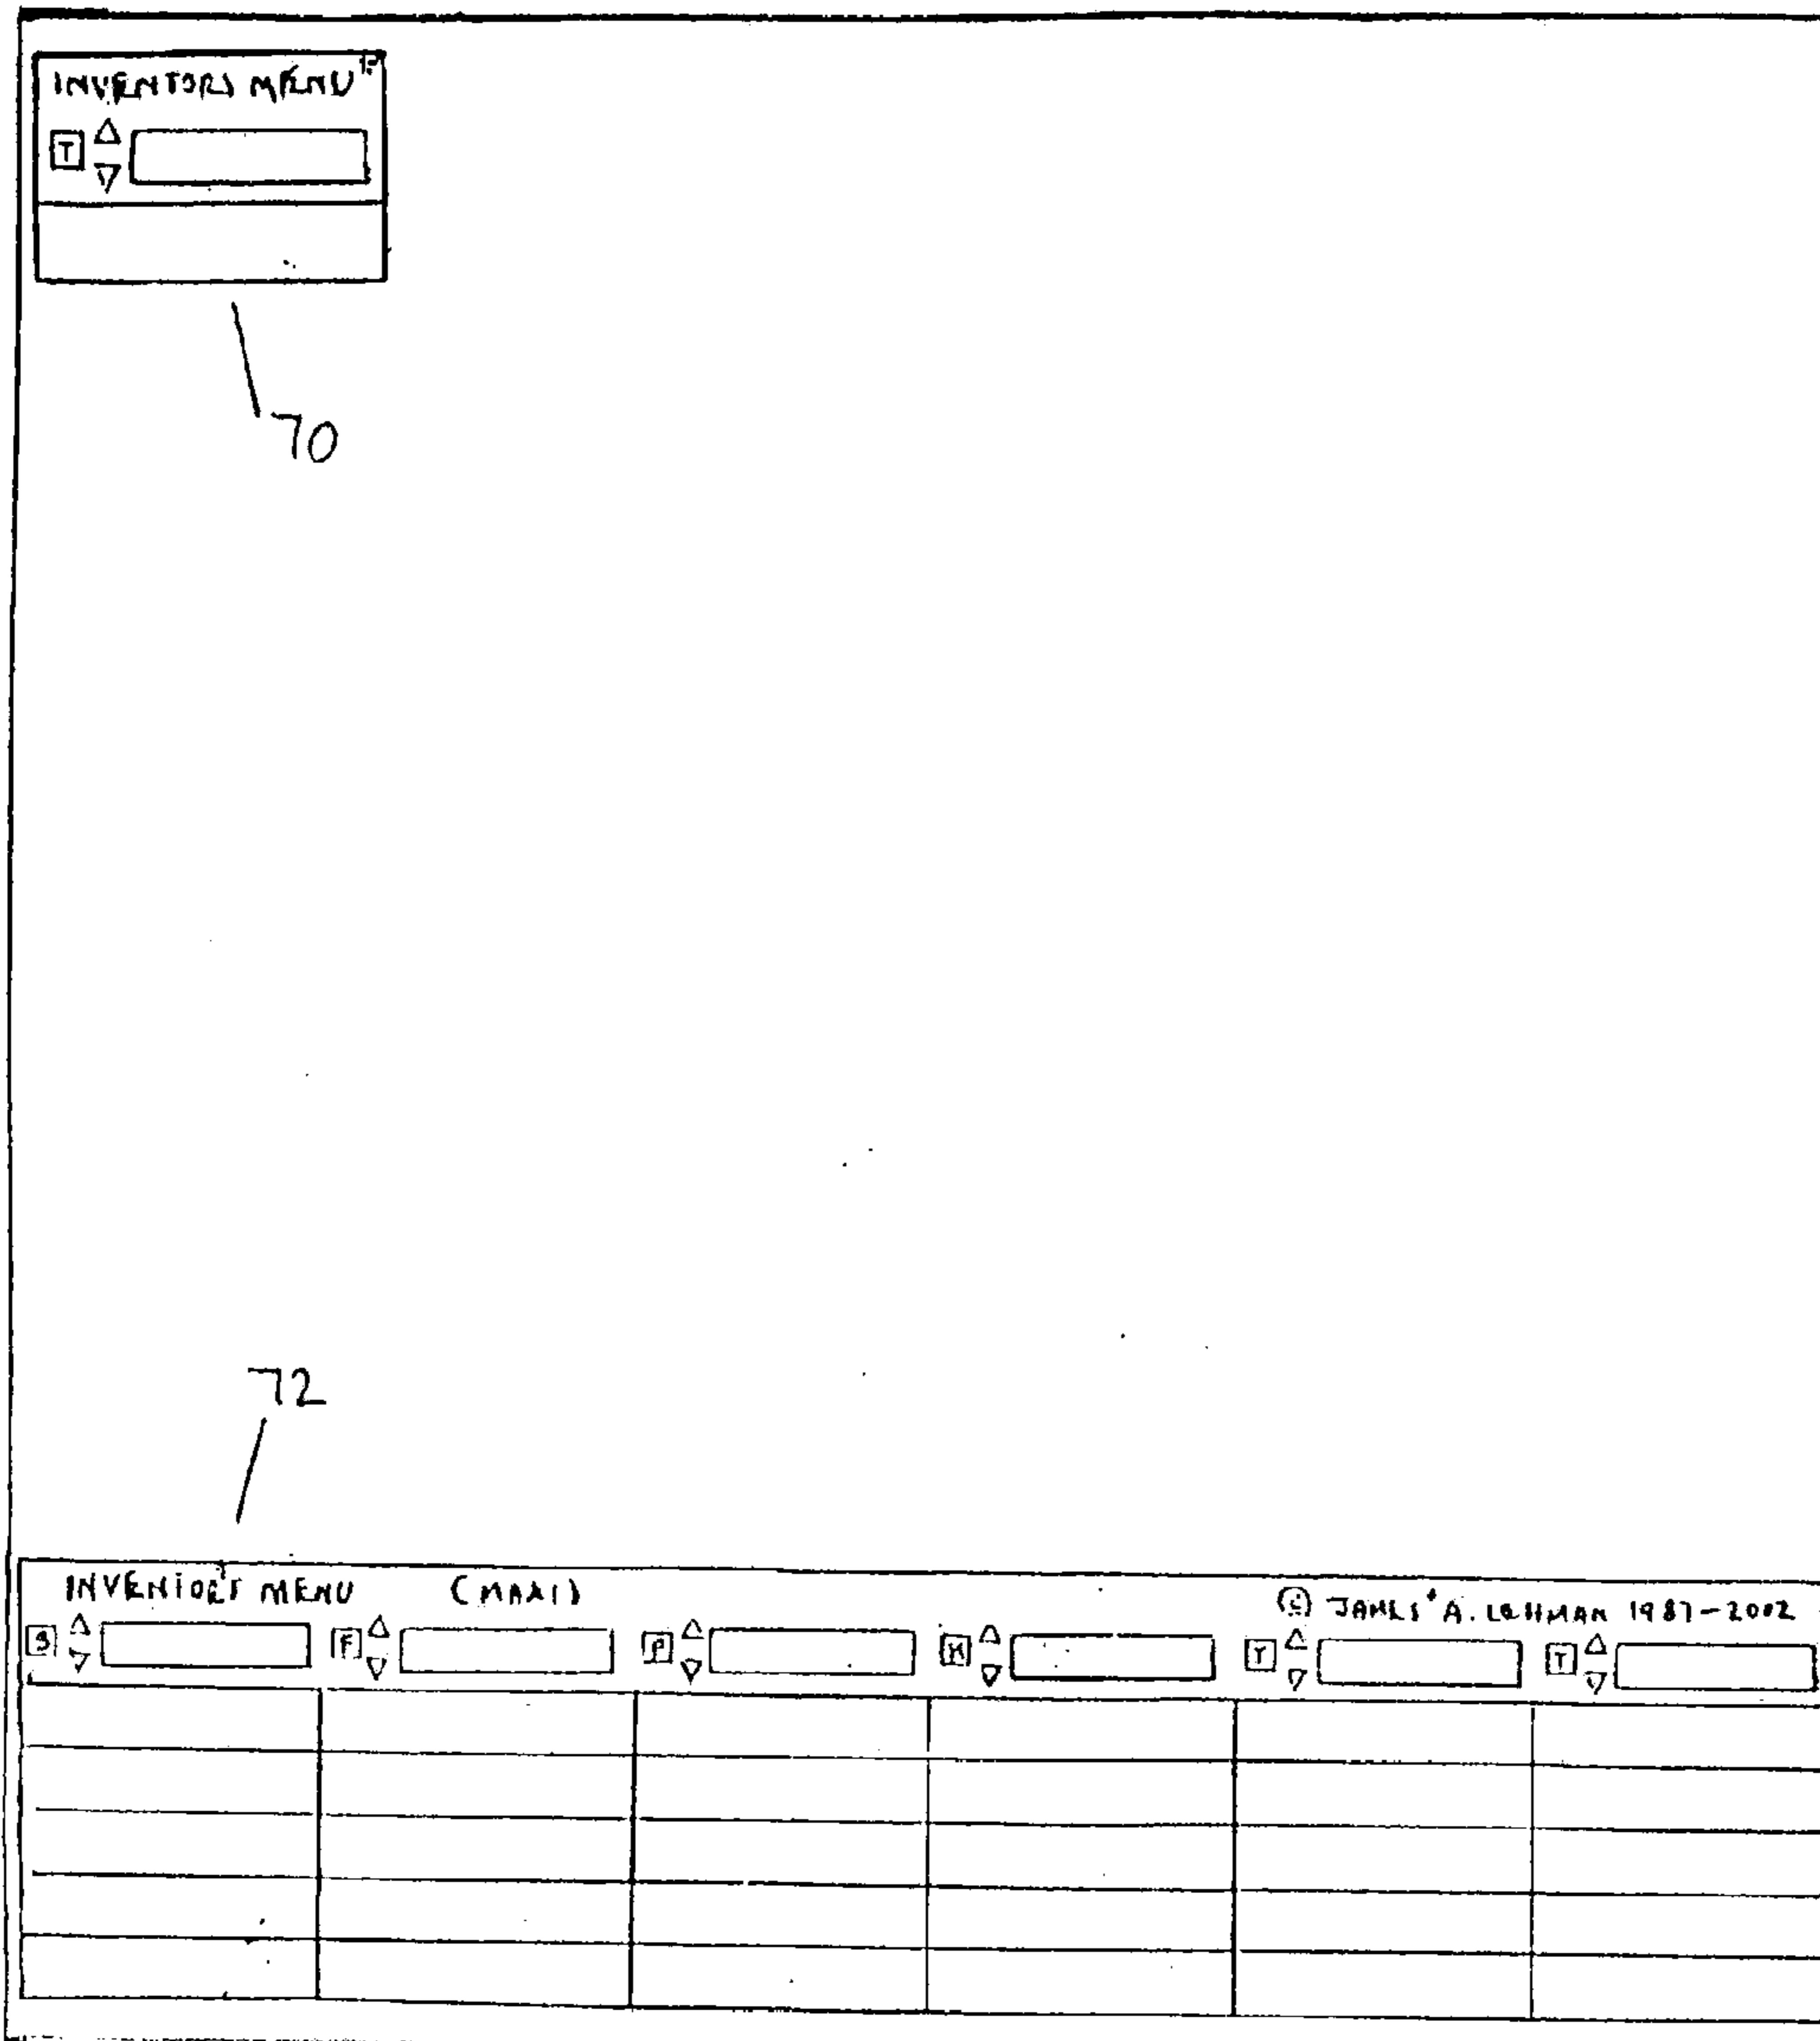 INVENTORS MENU
T
70
72
INVENTOR'S MENU (MAXI)
© JAMES A. LEHMAN 1987-2002
S F P M T T